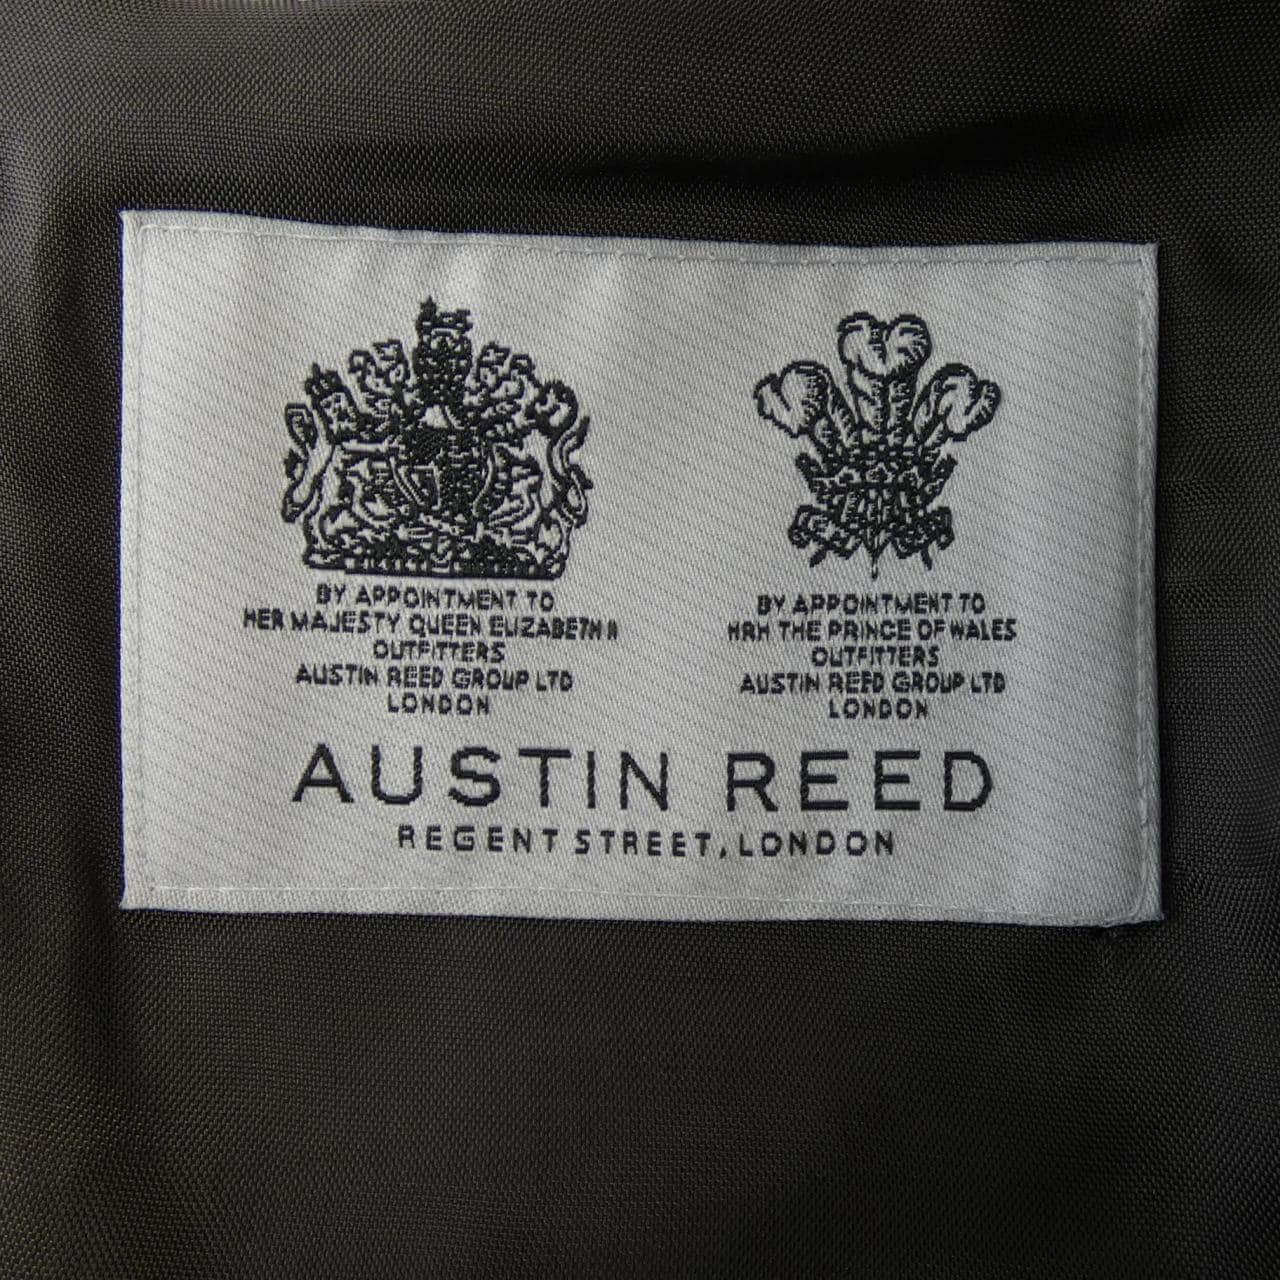 BY APPOINTMENT TO
HER MAJESTY QUEEN ELIZABETH II
OUTFITTERS
AUSTIN REED GROUP LTD
LONDON
BY APPOINTMENT TO
HRH THE PRINCE OF WALES
OUTFITTERS
AUSTIN REED GROUP LTD
LONDON
AUSTIN REED
REGENT STREET, LONDON